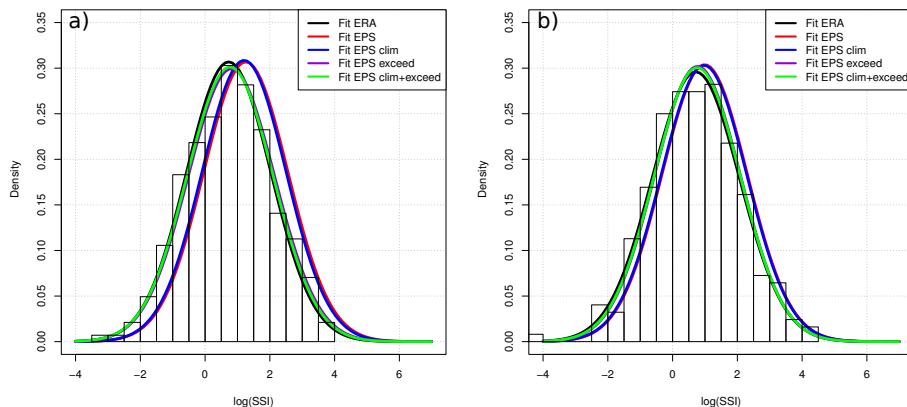 a)
Density
0.00
0.05
0.10
0.15
0.20
0.25
0.30
0.35
Fit ERA
Fit EPS
Fit EPS clim
Fit EPS exceed
Fit EPS clim+exceed
−4 −2 0 2 4 6
log(SSI)
b)
Density
0.00
0.05
0.10
0.15
0.20
0.25
0.30
0.35
Fit ERA
Fit EPS
Fit EPS clim
Fit EPS exceed
Fit EPS clim+exceed
−4 −2 0 2 4 6
log(SSI)